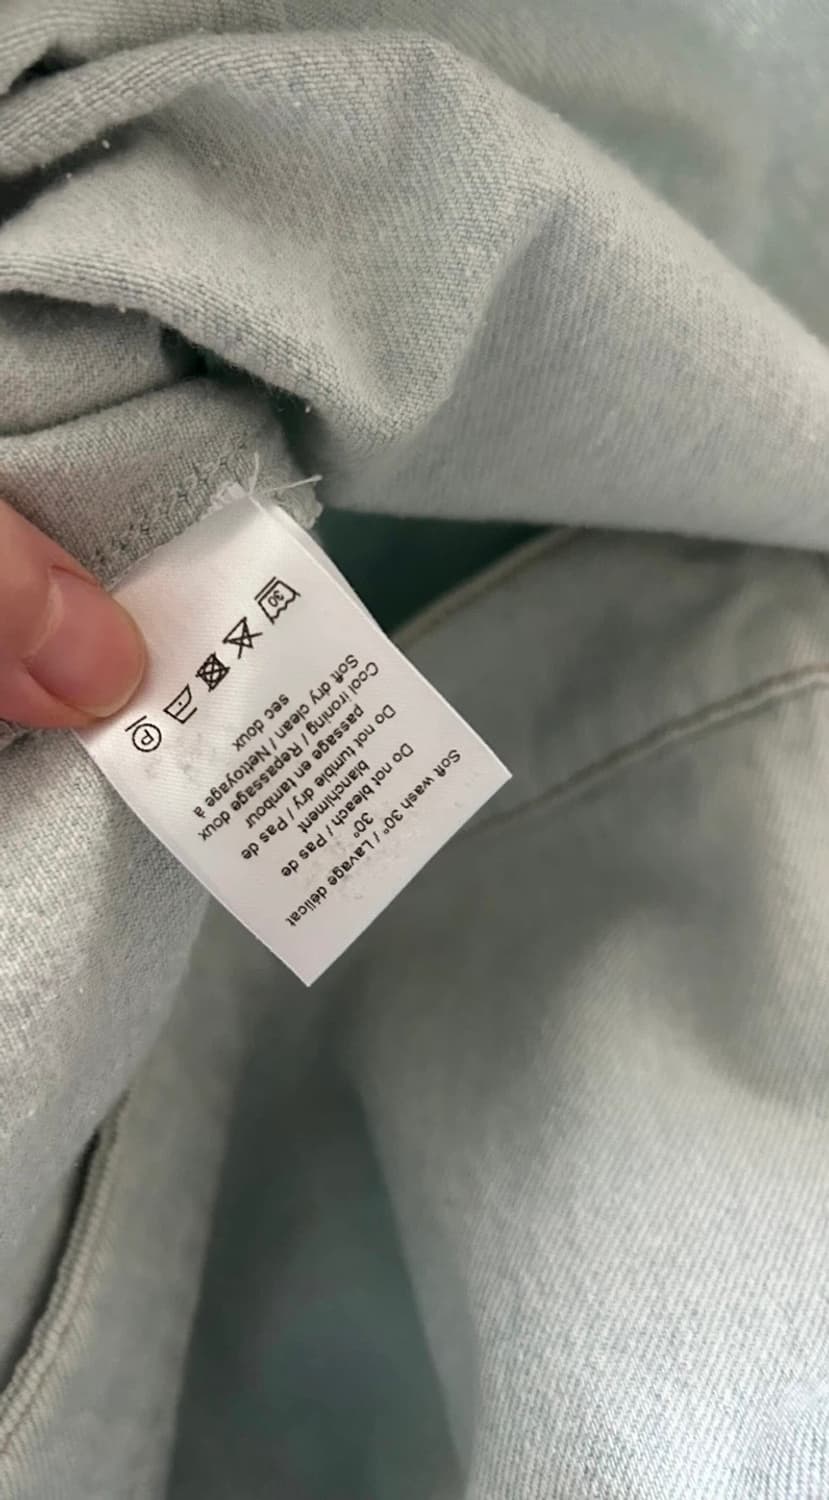 30
P
Soft wash 30° / Lavage délicat
30°
Do not bleach / Pas de
blanchiment
Do not tumble dry / Pas de
passage en tambour
Cool ironing / Repassage doux
Soft dry clean / Nettoyage à
sec doux